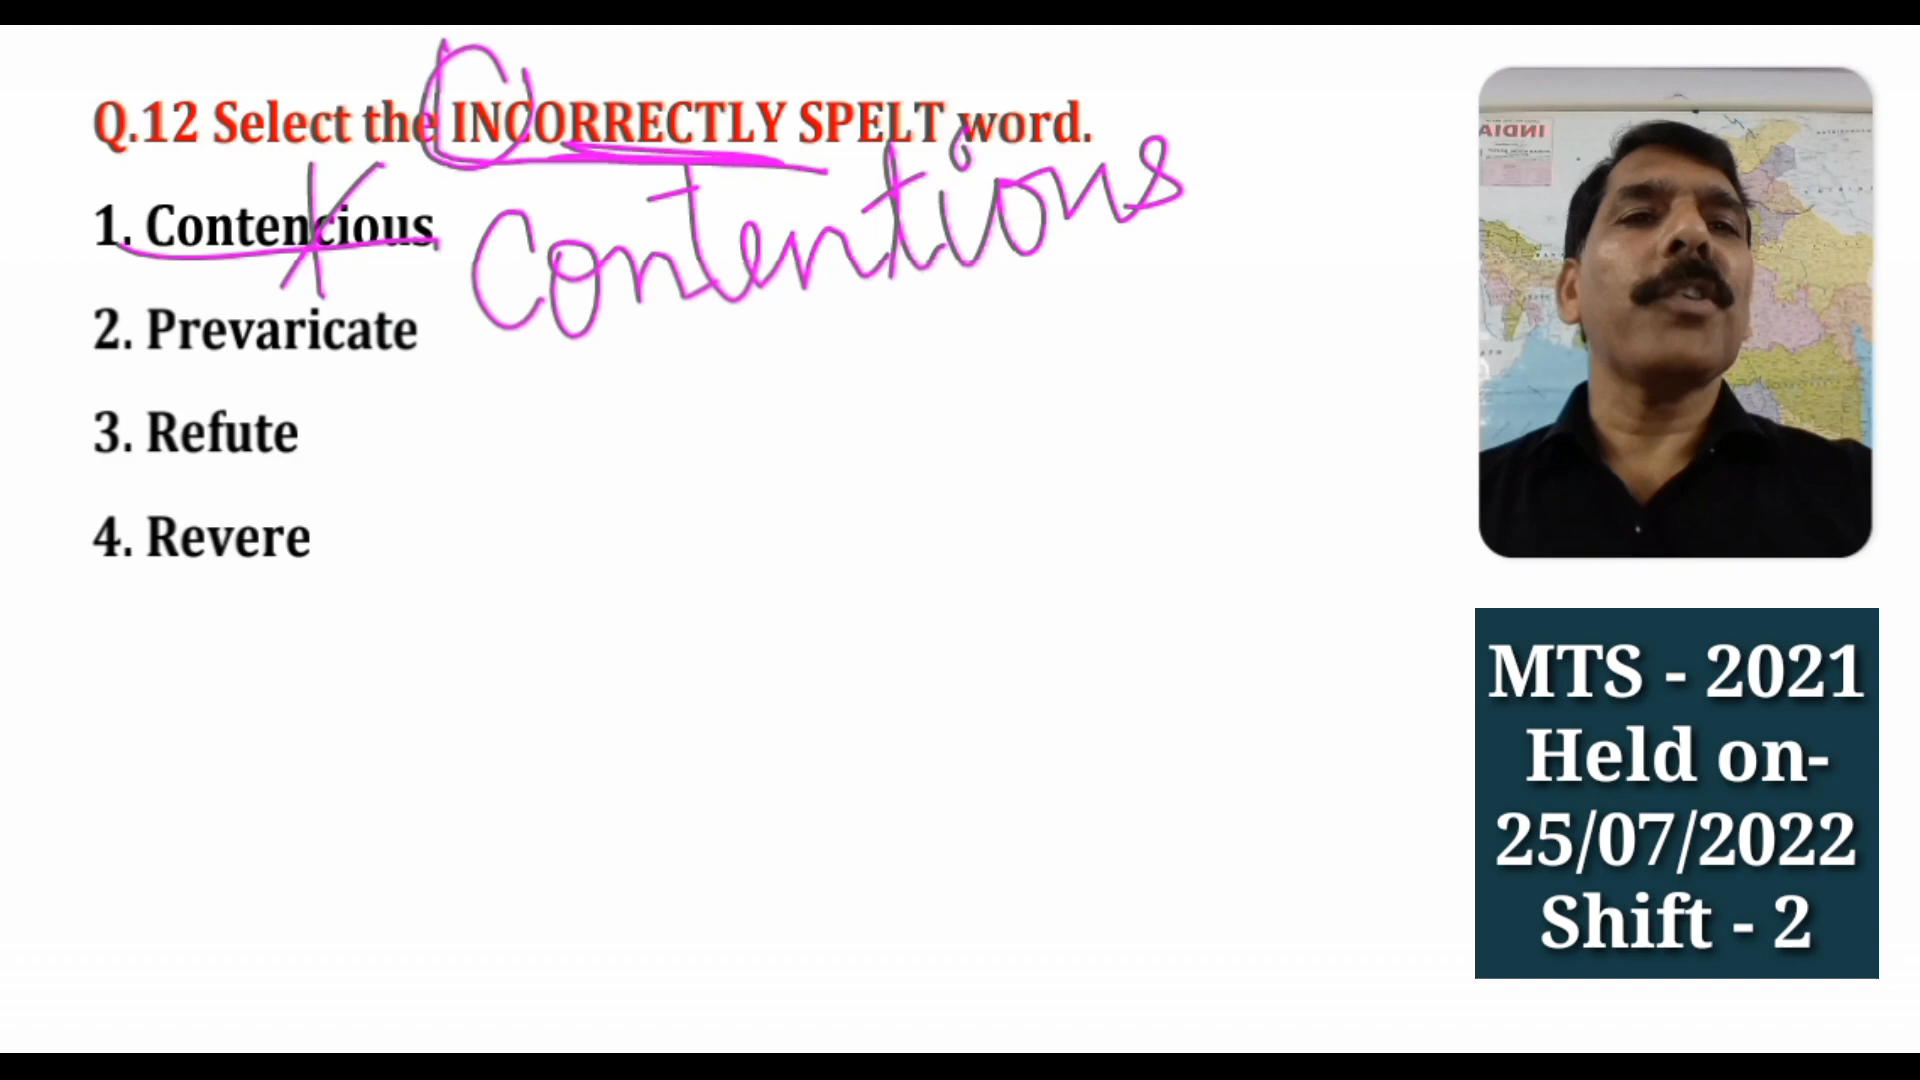 Q.12 Select the INCORRECTLY SPELT word.
1. Contencious
Contentious
2. Prevaricate
3. Refute
4. Revere
INDIA
MTS - 2021
Held on-
25/07/2022
Shift - 2